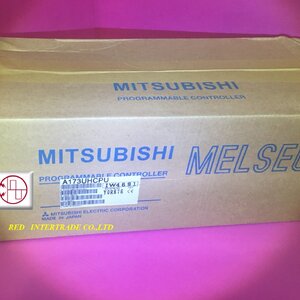 MITSUBISHI
PROGRAMMABLE CONTROLLER
MITSUBISHI
PROGRAMMABLE CONTROLLER
MELSEC
A173UHCPU
MITSUBISHI ELECTRIC CORPORATION
MADE IN JAPAN
RED INTERTRADE CO.,LTD